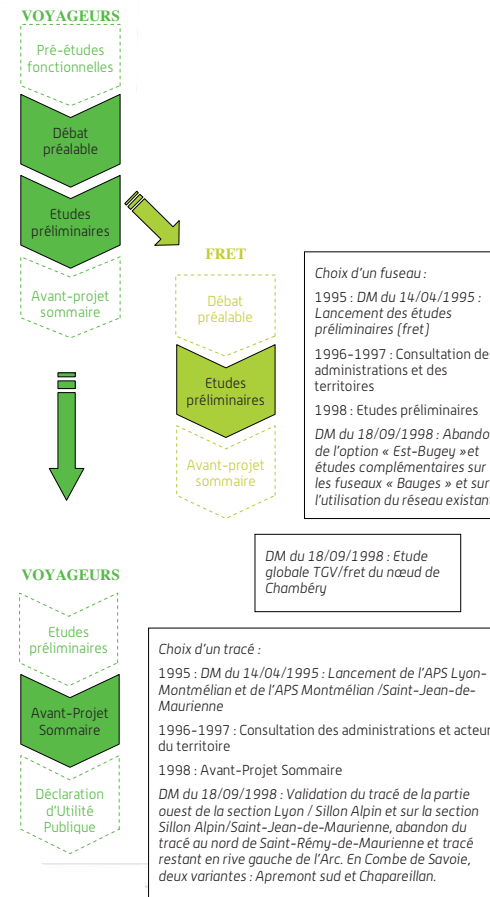 VOYAGEURS
Pré-études
fonctionnelles
Débat
préalable
Etudes
préliminaires
Avant-projet
sommaire
FRET
Débat
préalable
Etudes
préliminaires
Avant-projet
sommaire
Choix d'un fuseau :
1995 : DM du 14/04/1995 :
Lancement des études
préliminaires (fret)
1996-1997 : Consultation de
administrations et des
territoires
1998 : Etudes préliminaires
DM du 18/09/1998 : Abando
de l'option « Est-Bugey »et
études complémentaires sur
les fuseaux « Bauges » et sur
l'utilisation du réseau existant
DM du 18/09/1998 : Etude
globale TGV/fret du nœud de
Chambéry
VOYAGEURS
Etudes
préliminaires
Avant-Projet
Sommaire
Déclaration
d'Utilité
Publique
Choix d'un tracé :
1995 : DM du 14/04/1995 : Lancement de l'APS Lyon-
Montmélian et de l'APS Montmélian /Saint-Jean-de-
Maurienne
1996-1997 : Consultation des administrations et acteur
du territoire
1998 : Avant-Projet Sommaire
DM du 18/09/1998 : Validation du tracé de la partie
ouest de la section Lyon / Sillon Alpin et sur la section
Sillon Alpin/Saint-Jean-de-Maurienne, abandon du
tracé au nord de Saint-Rémy-de-Maurienne et tracé
restant en rive gauche de l'Arc. En Combe de Savoie,
deux variantes : Apremont sud et Chapareillan.